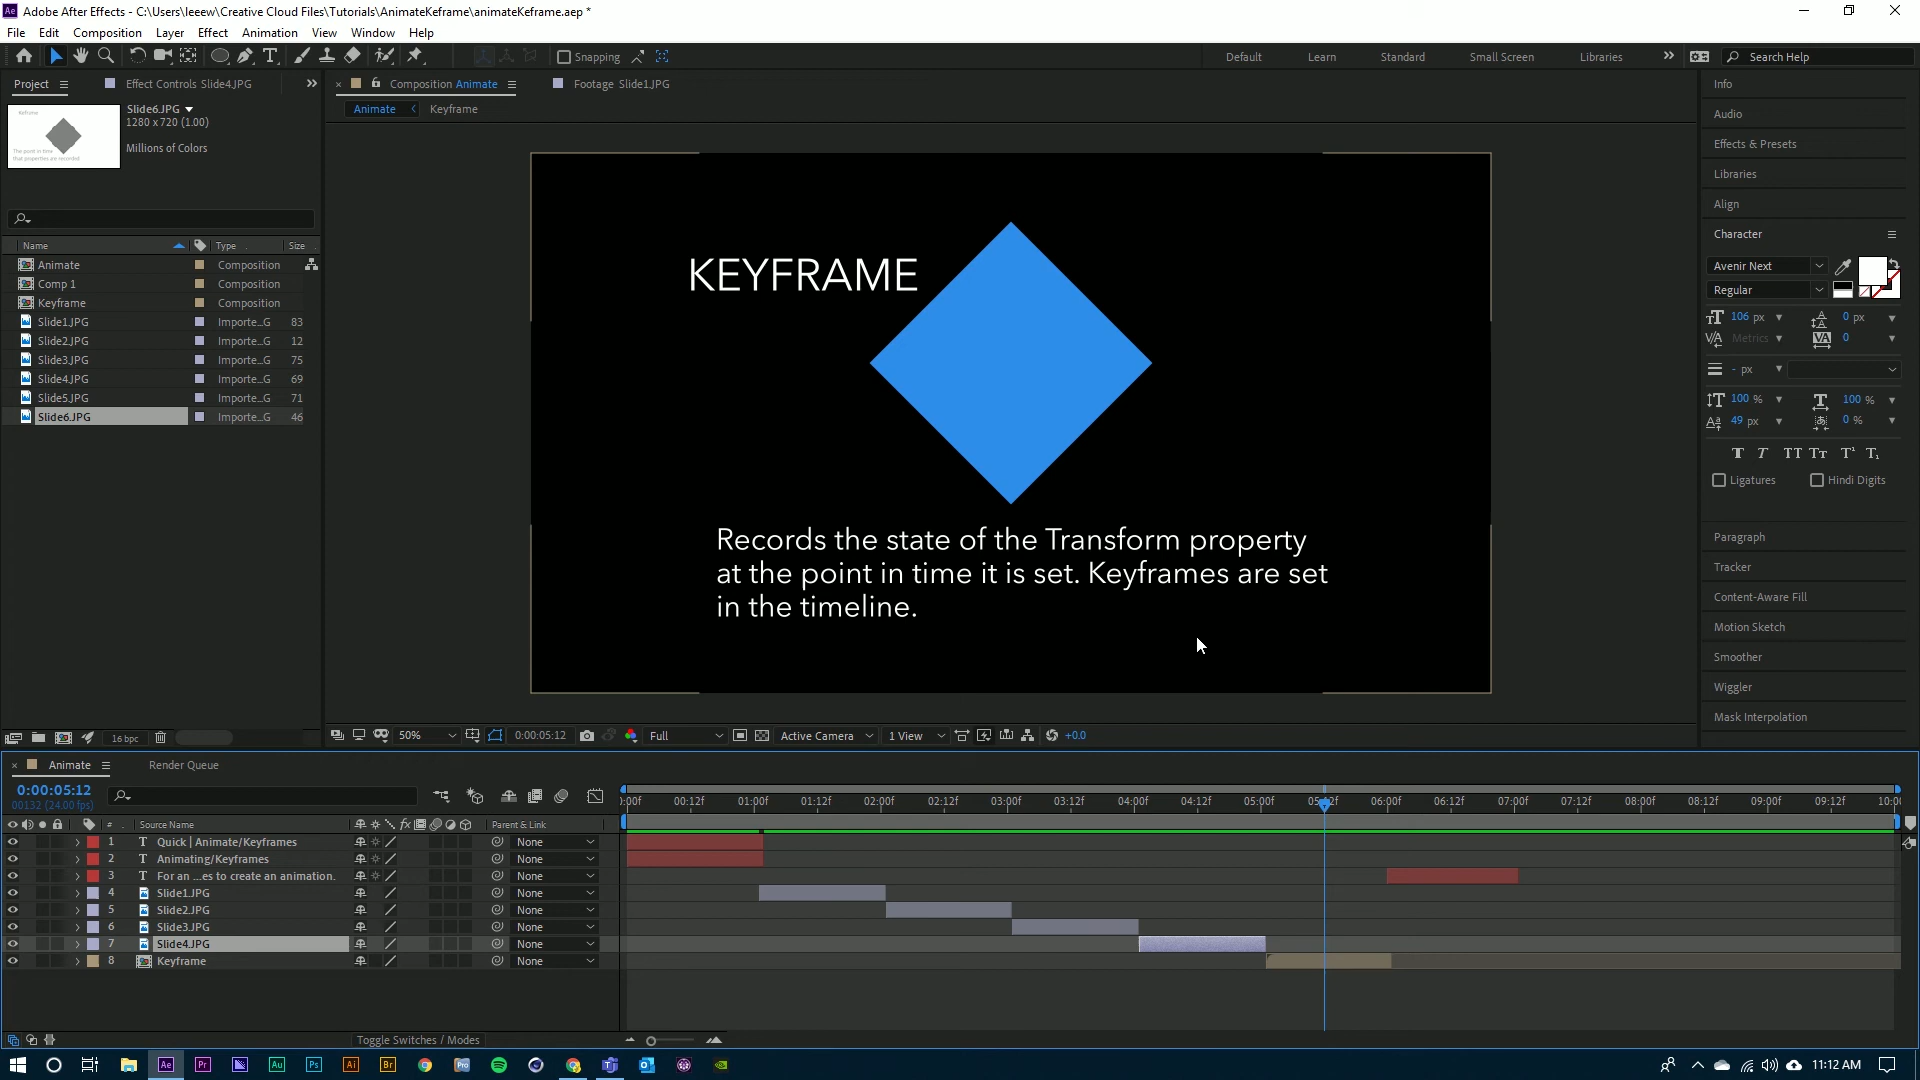 Adobe After Effects - C:\Users\leeew\Creative Cloud Files\Tutorials\AnimateKeframe\animateKeframe.aep *
File Edit Composition Layer Effect Animation View Window Help
Snapping
Default Learn Standard Small Screen Libraries
Search Help
Project
Effect Controls Slide4.JPG
Composition Animate
Footage Slide1.JPG
Animate Keyframe
Slide6.JPG
1280 x 720 (1.00)
Millions of Colors
Name Type Size
Animate Composition
Comp 1 Composition
Keyframe Composition
Slide1.JPG Importe...G 83
Slide2.JPG Importe...G 12
Slide3.JPG Importe...G 75
Slide4.JPG Importe...G 69
Slide5.JPG Importe...G 71
Slide6.JPG Importe...G 46
16 bpc
KEYFRAME
Records the state of the Transform property
at the point in time it is set. Keyframes are set
in the timeline.
50% 0:00:05:12 Full Active Camera 1 View +0.0
Info
Audio
Effects & Presets
Libraries
Align
Character
Avenir Next
Regular
106 px 0 px
Metrics 0
- px
100 % 100 %
49 px 0 %
Ligatures Hindi Digits
Paragraph
Tracker
Content-Aware Fill
Motion Sketch
Smoother
Wiggler
Mask Interpolation
Animate Render Queue
0:00:05:12
00132 (24.00 fps)
:00f 00:12f 01:00f 01:12f 02:00f 02:12f 03:00f 03:12f 04:00f 04:12f 05:00f 05:12f 06:00f 06:12f 07:00f 07:12f 08:00f 08:12f 09:00f 09:12f 10:0
# Source Name Parent & Link
1 Quick | Animate/Keyframes None
2 Animating/Keyframes None
3 For an ...es to create an animation. None
4 Slide1.JPG None
5 Slide2.JPG None
6 Slide3.JPG None
7 Slide4.JPG None
8 Keyframe None
Toggle Switches / Modes
11:12 AM